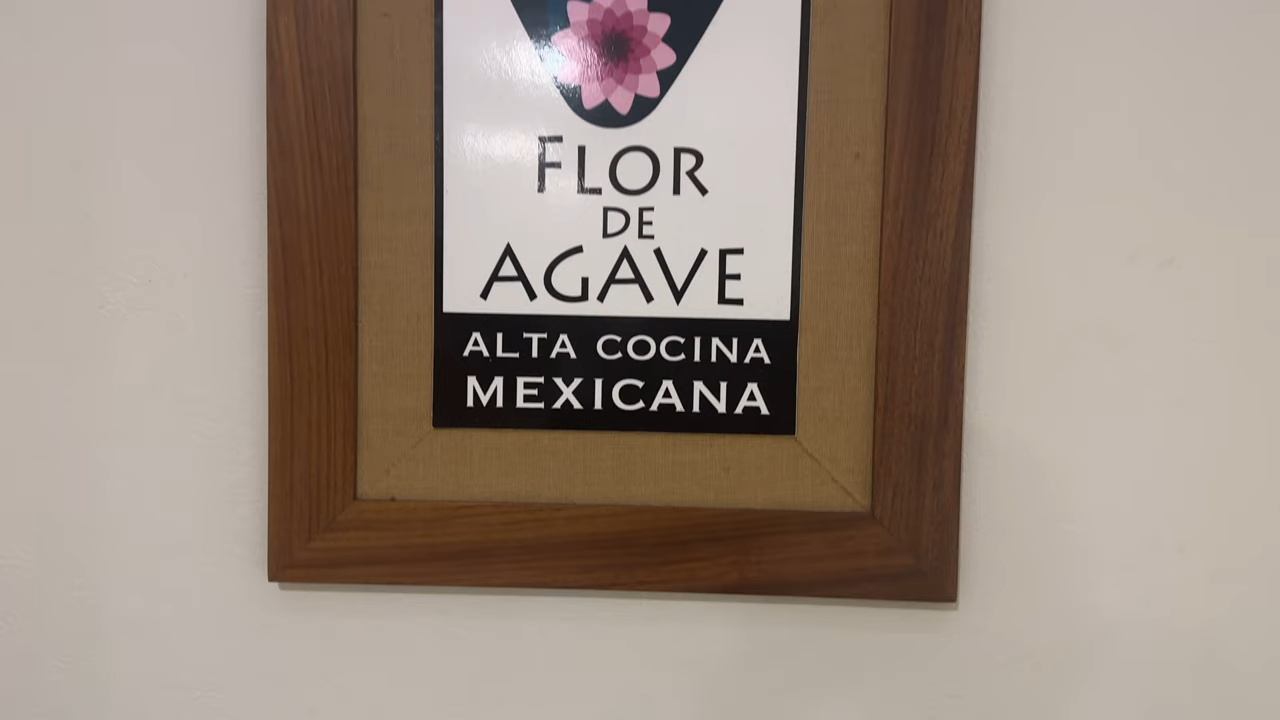 FLOR
DE
AGAVE
ALTA COCINA
MEXICANA